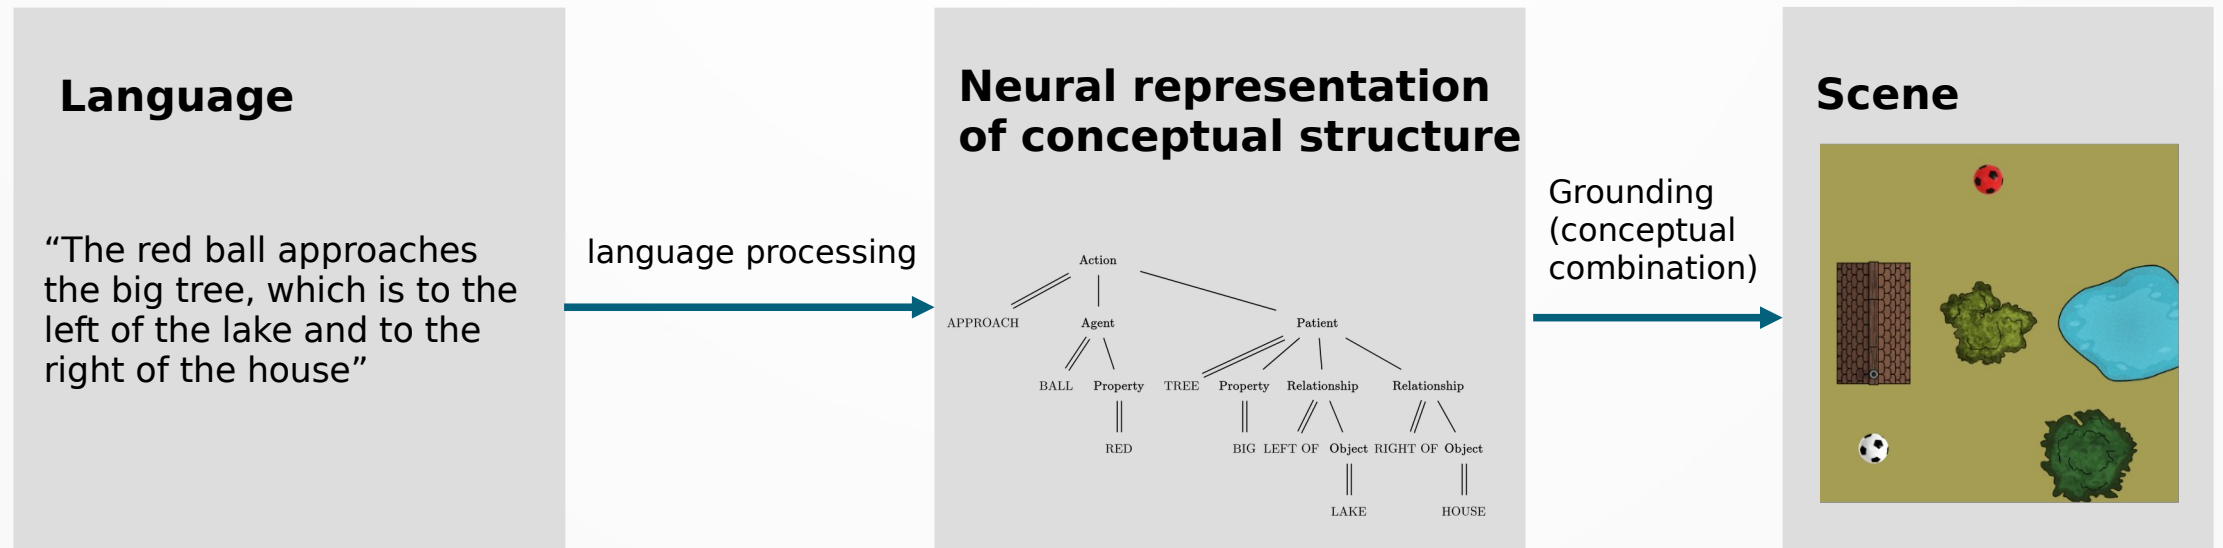 Language
“The red ball approaches
the big tree, which is to the
left of the lake and to the
right of the house”
language processing
Neural representation
of conceptual structure
Action
APPROACH Agent Patient
BALL Property TREE Property Relationship Relationship
RED BIG LEFT OF Object RIGHT OF Object
LAKE HOUSE
Grounding
(conceptual
combination)
Scene